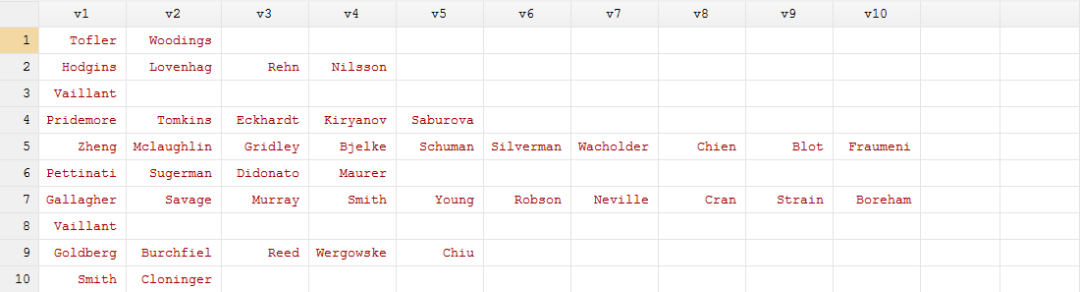 v1 v2 v3 v4 v5 v6 v7 v8 v9 v10
1 Tofler Woodings
2 Hodgins Lovenhag Rehn Nilsson
3 Vaillant
4 Pridemore Tomkins Eckhardt Kiryanov Saburova
5 Zheng Mclaughlin Gridley Bjelke Schuman Silverman Wacholder Chien Blot Fraumeni
6 Pettinati Sugerman Didonato Maurer
7 Gallagher Savage Murray Smith Young Robson Neville Cran Strain Boreham
8 Vaillant
9 Goldberg Burchfiel Reed Wergowske Chiu
10 Smith Cloninger